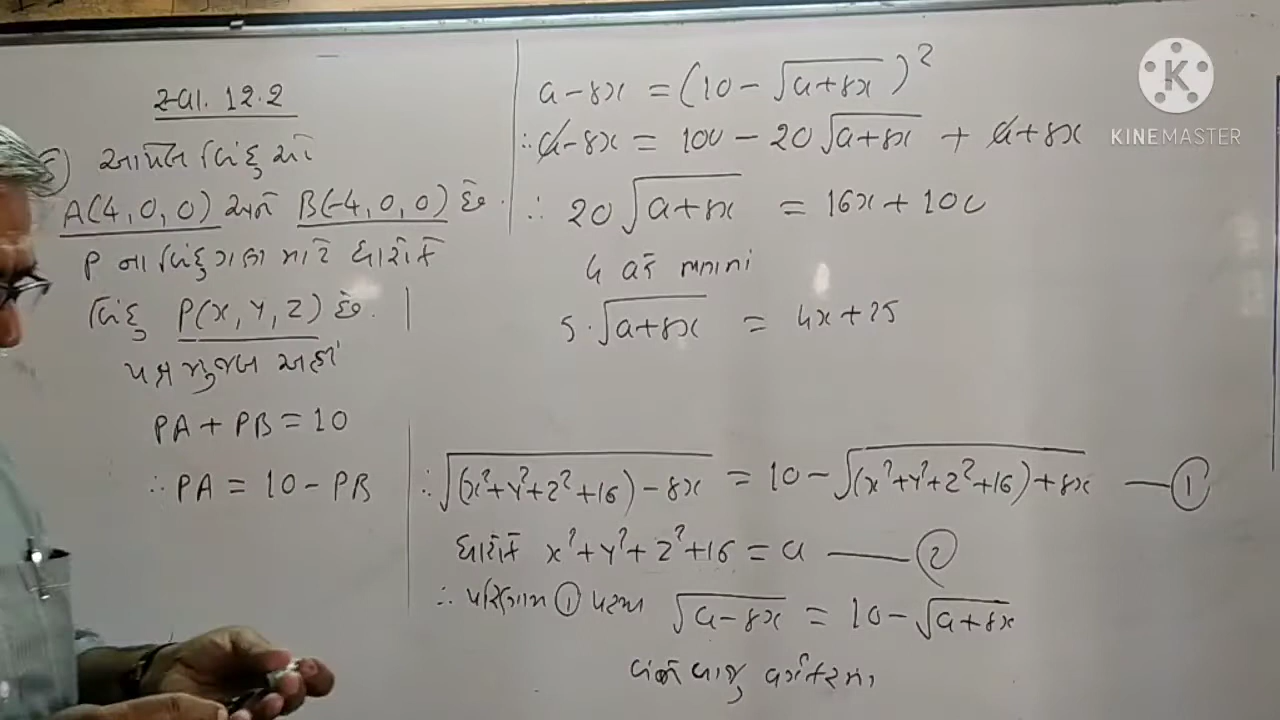 સ્વા. 12.2
5) આપેલ બિંદુ ઓ
A(4, 0, 0) અને B(-4, 0, 0) છે.
P ના બિંદુગણ માટે ધારોકે
બિંદુ P(x, y, z) છે.
પ્રશ્ન મુજબ અહીં
PA + PB = 10
∴ PA = 10 - PB
a - 8x = (10 - √(a+8x))²
∴ a - 8x = 100 - 20√(a+8x) + a + 8x
∴ 20√(a+8x) = 16x + 100
4 વડે ભાગતાં
5·√(a+8x) = 4x + 25
∴ √((x²+y²+z²+16) - 8x) = 10 - √((x²+y²+z²+16) + 8x) — ①
ધારોકે x² + y² + z² + 16 = a — ②
∴ પરિણામ ① પરથી √(a-8x) = 10 - √(a+8x)
બંને બાજુ વર્ગ કરતા,
KINEMASTER